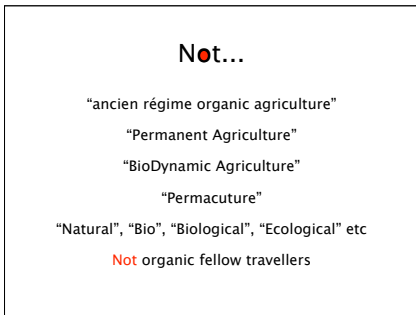 Not...
“ancien régime organic agriculture”
“Permanent Agriculture”
“BioDynamic Agriculture”
“Permacuture”
“Natural”, “Bio”, “Biological”, “Ecological” etc
Not organic fellow travellers